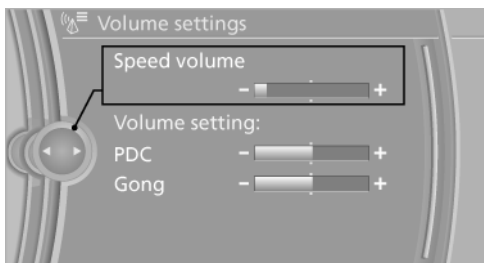 Volume settings
Speed volume
- +
Volume setting:
PDC - +
Gong - +